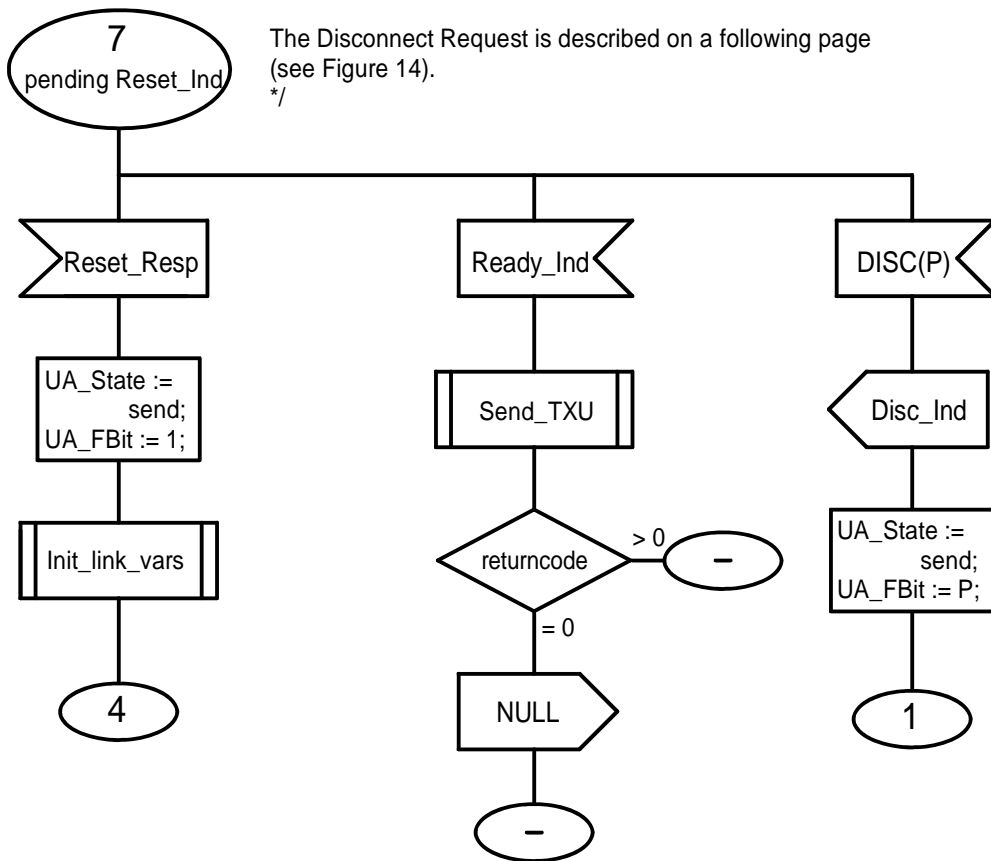 7
pending Reset_Ind
The Disconnect Request is described on a following page
(see Figure 14).
*/
Reset_Resp
UA_State :=
send;
UA_FBit := 1;
Init_link_vars
4
Ready_Ind
Send_TXU
returncode
> 0
–
= 0
NULL
–
DISC(P)
Disc_Ind
UA_State :=
send;
UA_FBit := P;
1